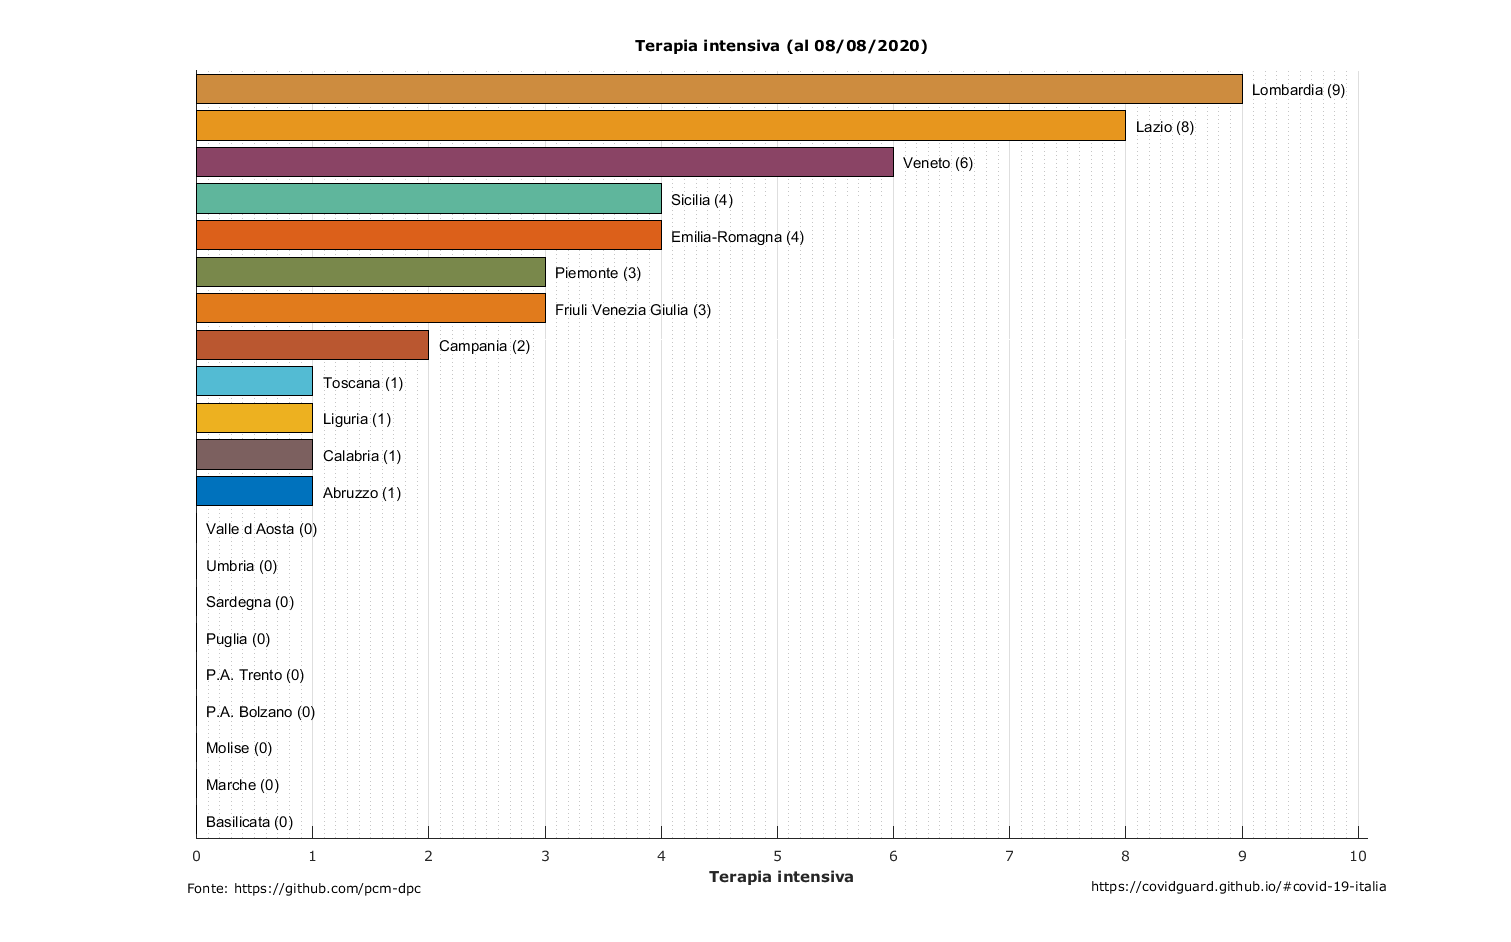 Terapia intensiva (al 08/08/2020)
Lombardia (9)
Lazio (8)
Veneto (6)
Sicilia (4)
Emilia-Romagna (4)
Piemonte (3)
Friuli Venezia Giulia (3)
Campania (2)
Toscana (1)
Liguria (1)
Calabria (1)
Abruzzo (1)
Valle d Aosta (0)
Umbria (0)
Sardegna (0)
Puglia (0)
P.A. Trento (0)
P.A. Bolzano (0)
Molise (0)
Marche (0)
Basilicata (0)
0 1 2 3 4 5 6 7 8 9 10
Terapia intensiva
Fonte: https://github.com/pcm-dpc
https://covidguard.github.io/#covid-19-italia